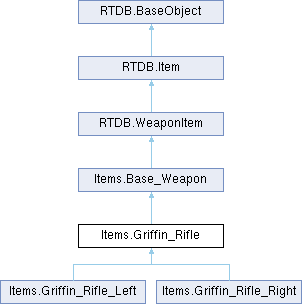 RTDB.BaseObject
RTDB.Item
RTDB.WeaponItem
Items.Base_Weapon
Items.Griffin_Rifle
Items.Griffin_Rifle_Left
Items.Griffin_Rifle_Right